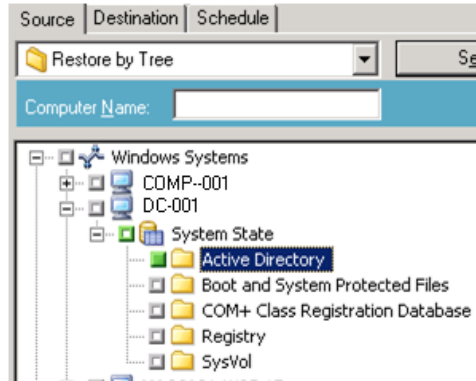 Source Destination Schedule
Restore by Tree
Computer Name:
Windows Systems
COMP--001
DC-001
System State
Active Directory
Boot and System Protected Files
COM+ Class Registration Database
Registry
SysVol